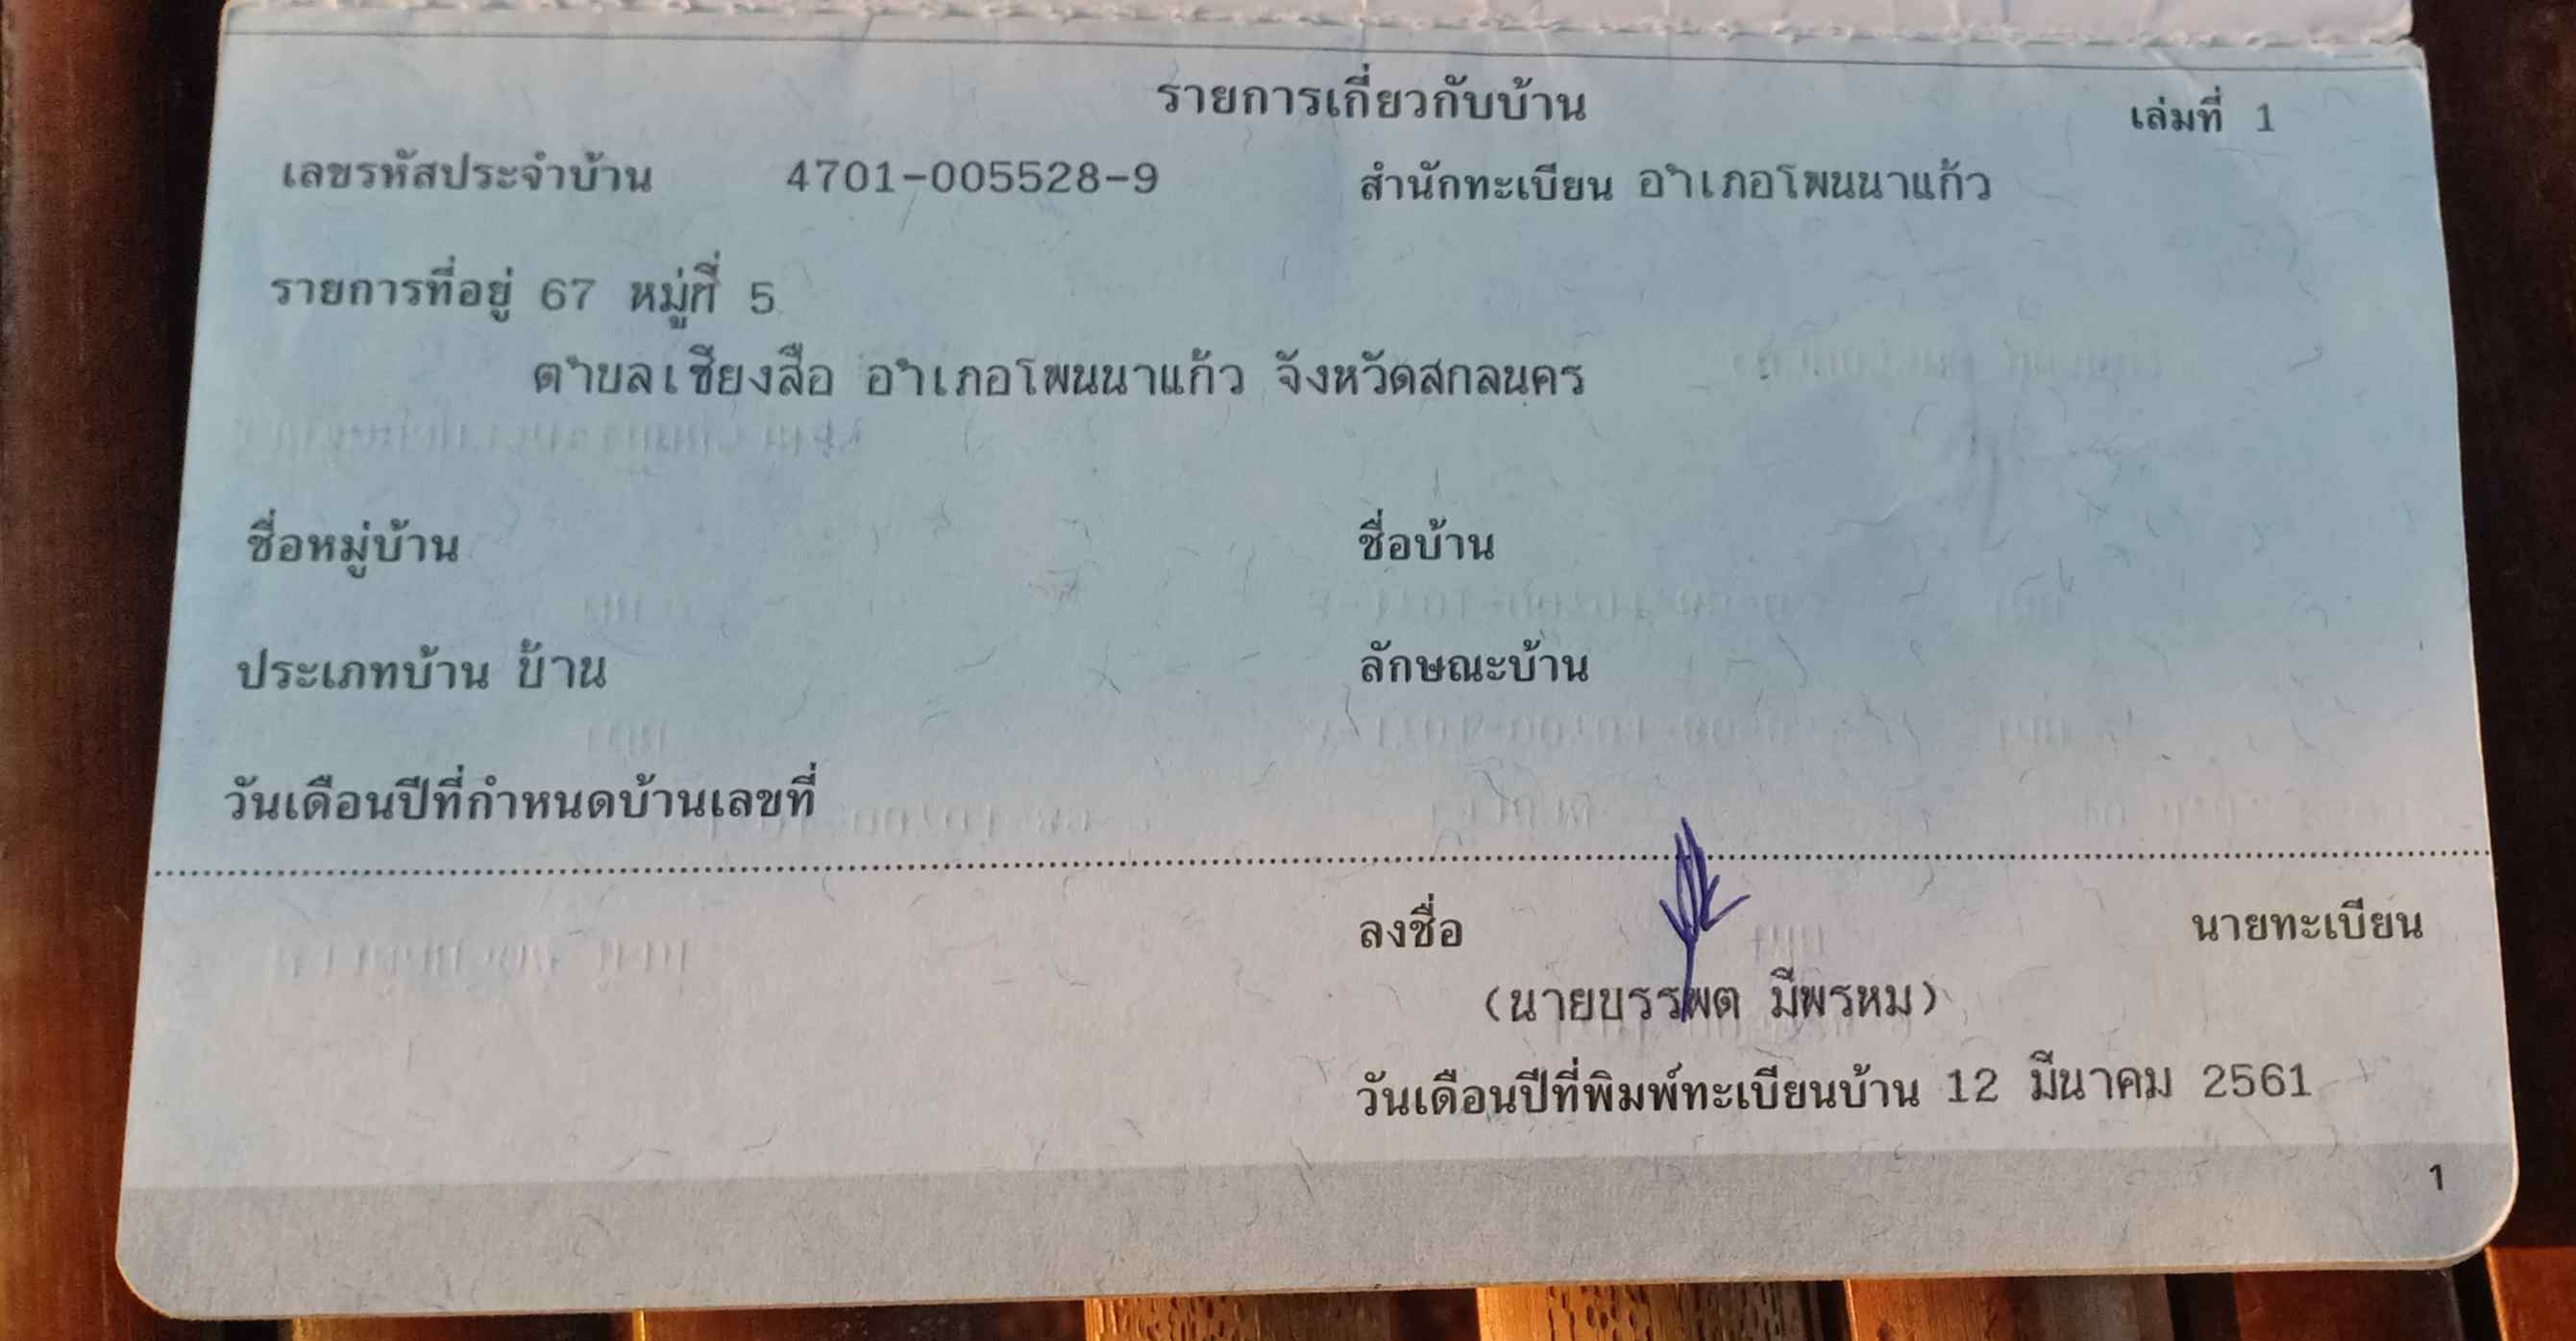 รายการเกี่ยวกับบ้าน
เล่มที่ 1
เลขรหัสประจำบ้าน 4701-005528-9 สำนักทะเบียน อำเภอโพนนาแก้ว
รายการที่อยู่ 67 หมู่ที่ 5
ตำบลเชียงสือ อำเภอโพนนาแก้ว จังหวัดสกลนคร
ชื่อหมู่บ้าน ชื่อบ้าน
ประเภทบ้าน บ้าน ลักษณะบ้าน
วันเดือนปีที่กำหนดบ้านเลขที่
ลงชื่อ นายทะเบียน
(นายบรรพต มีพรหม)
วันเดือนปีที่พิมพ์ทะเบียนบ้าน 12 มีนาคม 2561
1